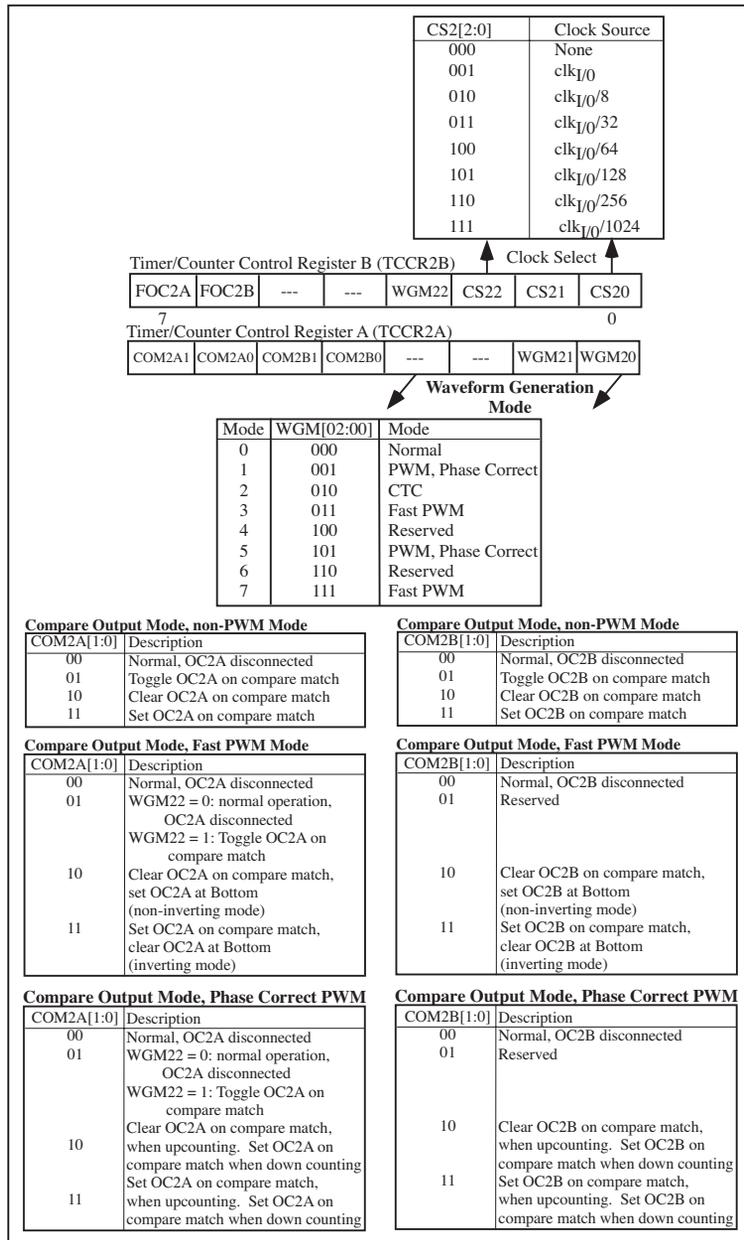 CS2[2:0] Clock Source
000 None
001 clkI/0
010 clkI/0/8
011 clkI/0/32
100 clkI/0/64
101 clkI/0/128
110 clkI/0/256
111 clkI/0/1024
Clock Select
Timer/Counter Control Register B (TCCR2B)
FOC2A FOC2B --- --- WGM22 CS22 CS21 CS20
7 0
Timer/Counter Control Register A (TCCR2A)
COM2A1 COM2A0 COM2B1 COM2B0 --- --- WGM21 WGM20
Waveform Generation
Mode
Mode WGM[02:00] Mode
0 000 Normal
1 001 PWM, Phase Correct
2 010 CTC
3 011 Fast PWM
4 100 Reserved
5 101 PWM, Phase Correct
6 110 Reserved
7 111 Fast PWM
Compare Output Mode, non-PWM Mode
COM2A[1:0] Description
00 Normal, OC2A disconnected
01 Toggle OC2A on compare match
10 Clear OC2A on compare match
11 Set OC2A on compare match
Compare Output Mode, non-PWM Mode
COM2B[1:0] Description
00 Normal, OC2B disconnected
01 Toggle OC2B on compare match
10 Clear OC2B on compare match
11 Set OC2B on compare match
Compare Output Mode, Fast PWM Mode
COM2A[1:0] Description
00 Normal, OC2A disconnected
01 WGM22 = 0: normal operation,
OC2A disconnected
WGM22 = 1: Toggle OC2A on
compare match
10 Clear OC2A on compare match,
set OC2A at Bottom
(non-inverting mode)
11 Set OC2A on compare match,
clear OC2A at Bottom
(inverting mode)
Compare Output Mode, Fast PWM Mode
COM2B[1:0] Description
00 Normal, OC2B disconnected
01 Reserved
10 Clear OC2B on compare match,
set OC2B at Bottom
(non-inverting mode)
11 Set OC2B on compare match,
clear OC2B at Bottom
(inverting mode)
Compare Output Mode, Phase Correct PWM
COM2A[1:0] Description
00 Normal, OC2A disconnected
01 WGM22 = 0: normal operation,
OC2A disconnected
WGM22 = 1: Toggle OC2A on
compare match
Clear OC2A on compare match,
10 when upcounting. Set OC2A on
compare match when down counting
Set OC2A on compare match,
11 when upcounting. Set OC2A on
compare match when down counting
Compare Output Mode, Phase Correct PWM
COM2B[1:0] Description
00 Normal, OC2B disconnected
01 Reserved
10 Clear OC2B on compare match,
when upcounting. Set OC2B on
compare match when down counting
11 Set OC2B on compare match,
when upcounting. Set OC2B on
compare match when down counting